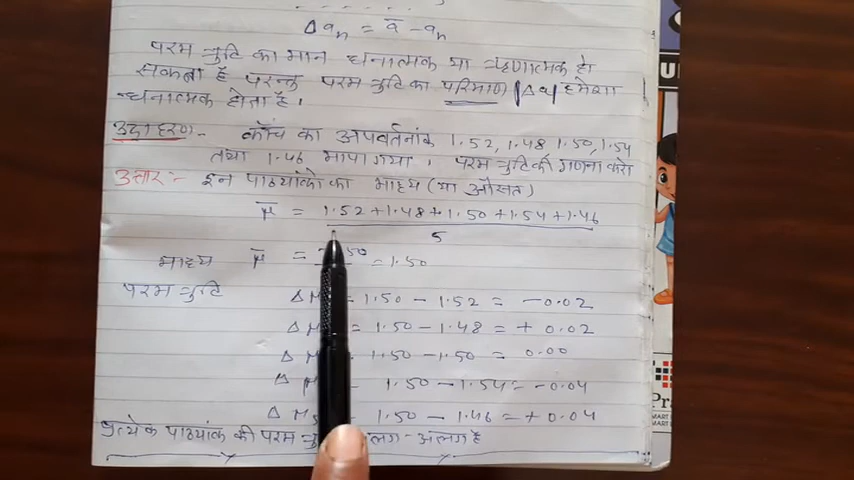 Δaₙ = a̅ - aₙ
परम त्रुटि का मान धनात्मक या ऋणात्मक हो
सकता है परन्तु परम त्रुटि का परिमाण |Δa| हमेशा
धनात्मक होता है।
उदाहरण - काँच का अपवर्तनांक 1.52, 1.48 1.50, 1.54
तथा 1.46 मापा गया। परम त्रुटि की गणना करो
उत्तर :- इन पाठ्यांको का माध्य (या औसत)
μ̅ = 1.52 + 1.48 + 1.50 + 1.54 + 1.46
5
माध्य μ̅ = 50 = 1.50
परम त्रुटि Δμ = 1.50 - 1.52 = -0.02
Δμ = 1.50 - 1.48 = +0.02
Δμ = 1.50 - 1.50 = 0.00
Δμ 1.50 - 1.54 = -0.04
Δμ 1.50 - 1.46 = +0.04
प्रत्येक पाठ्यांक की परम अलग-अलग है